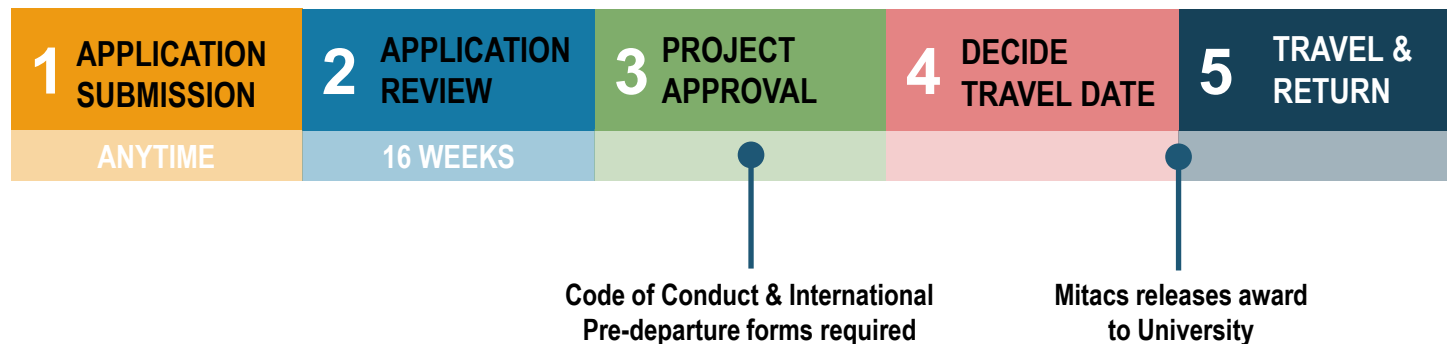 1 APPLICATION
SUBMISSION
2 APPLICATION
REVIEW
3 PROJECT
APPROVAL
4 DECIDE
TRAVEL DATE
5 TRAVEL &
RETURN
ANYTIME
16 WEEKS
Code of Conduct & International
Pre-departure forms required
Mitacs releases award
to University